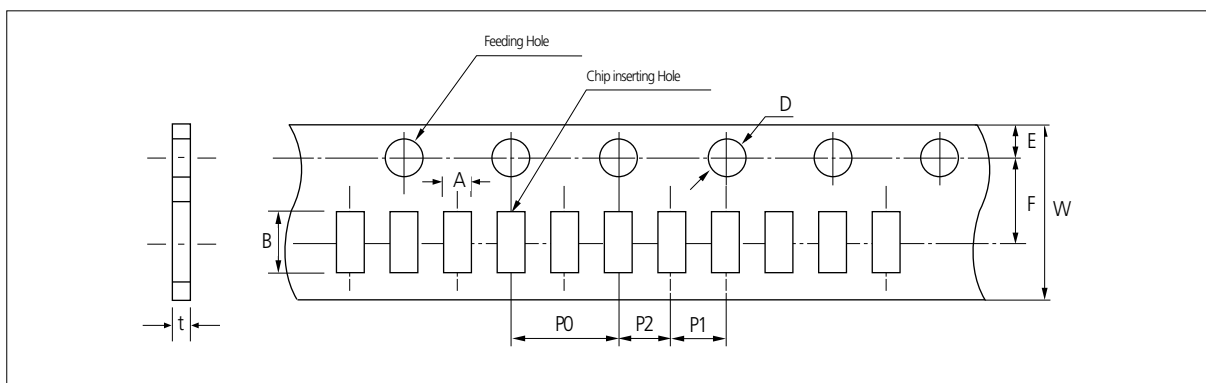 Feeding Hole
Chip inserting Hole
D
E
A
F
W
B
t
P0
P2
P1